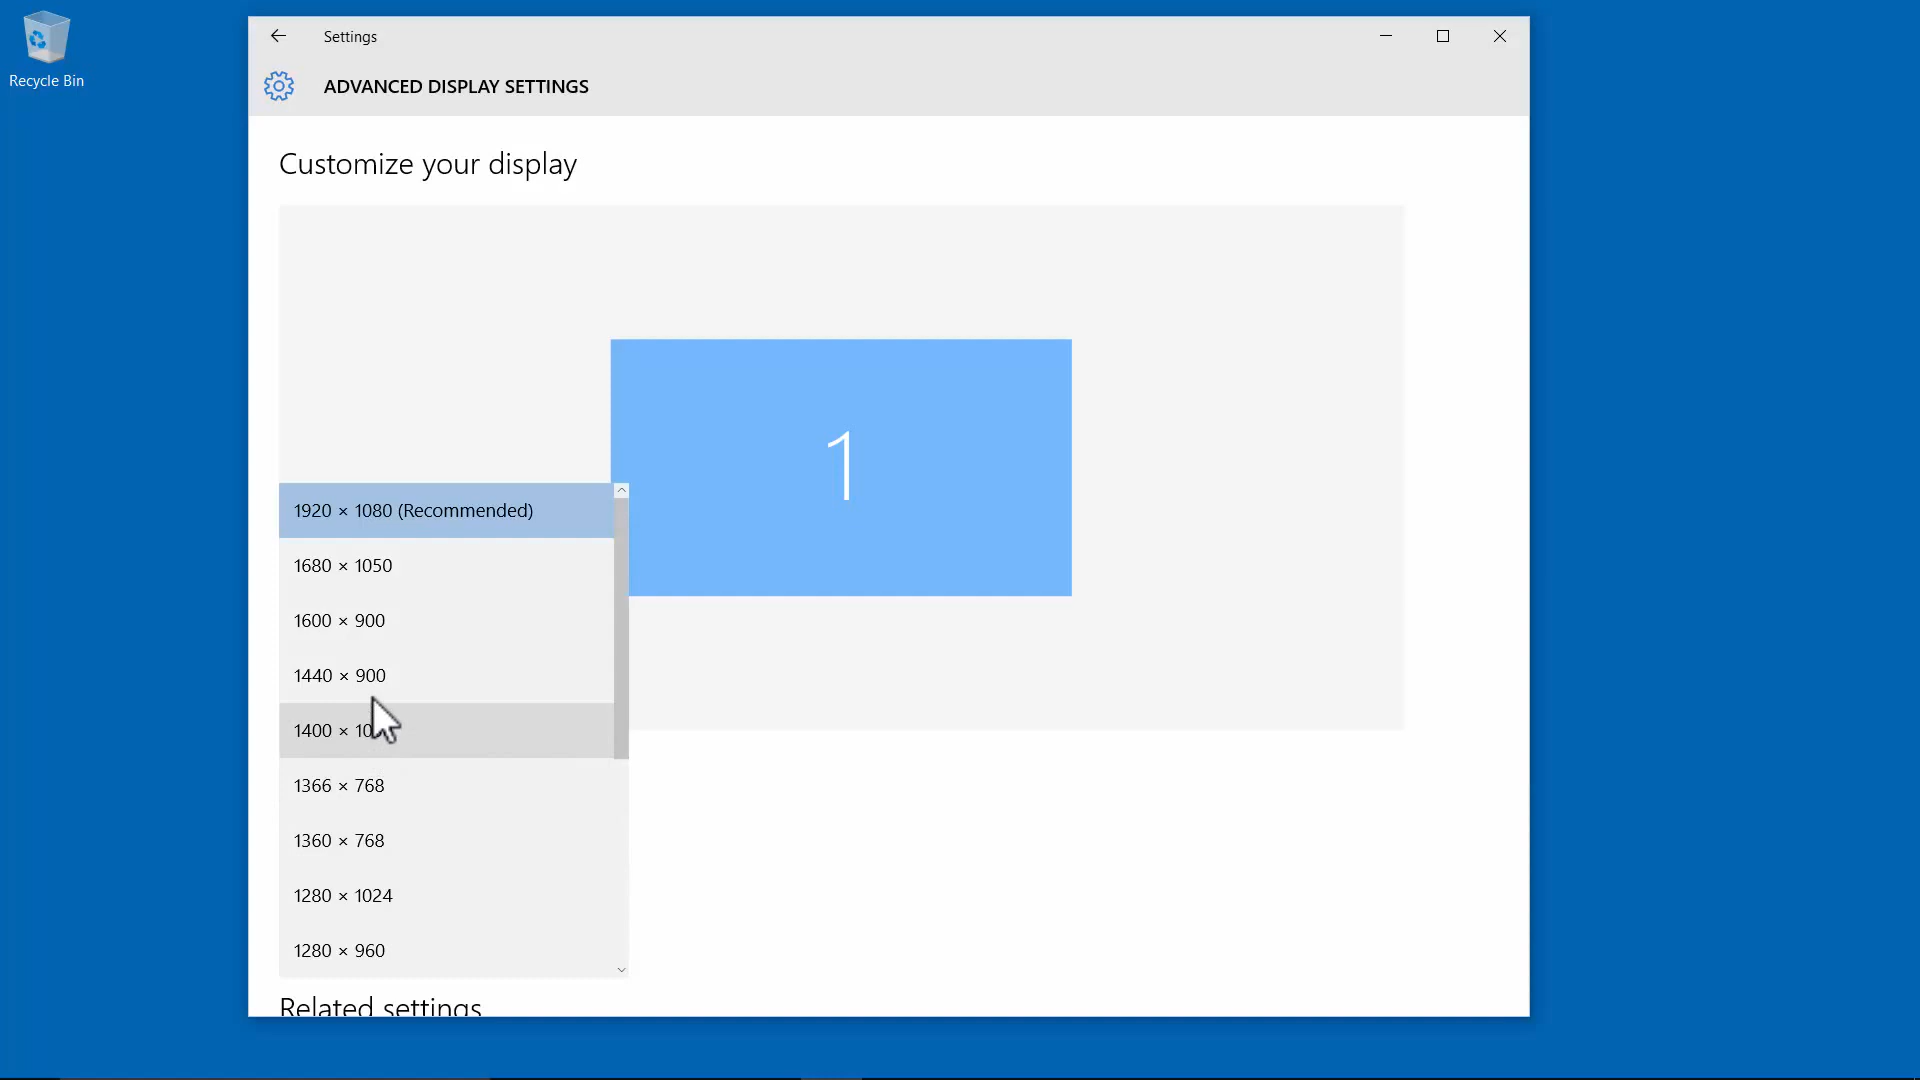 Recycle Bin
Settings
ADVANCED DISPLAY SETTINGS
Customize your display
1
1920 × 1080 (Recommended)
1680 × 1050
1600 × 900
1440 × 900
1400 × 10
1366 × 768
1360 × 768
1280 × 1024
1280 × 960
Related settings